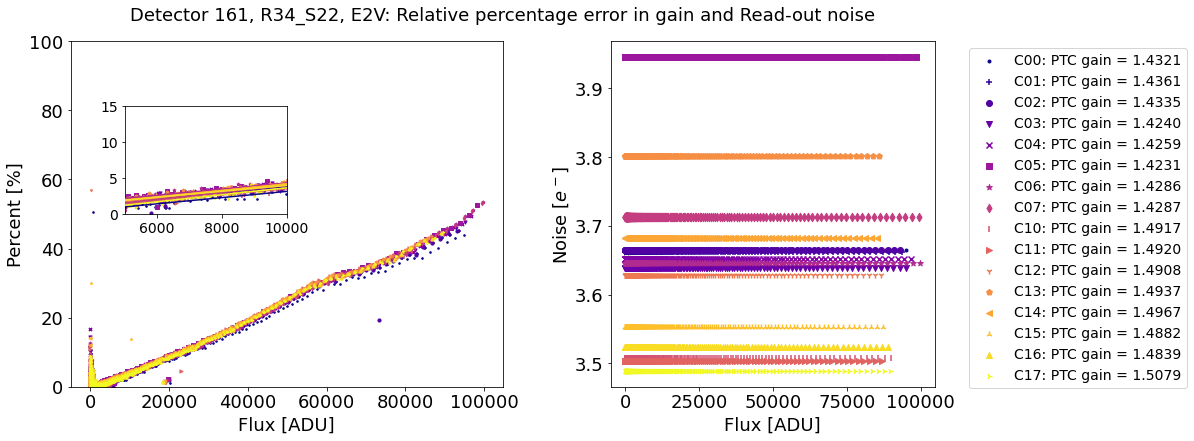 Detector 161, R34_S22, E2V: Relative percentage error in gain and Read-out noise
Percent [%]
100
80
60
40
20
0
15
10
5
0
6000 8000 10000
0 20000 40000 60000 80000 100000
Flux [ADU]
Noise [e⁻]
3.9
3.8
3.7
3.6
3.5
0 25000 50000 75000 100000
Flux [ADU]
C00: PTC gain = 1.4321
C01: PTC gain = 1.4361
C02: PTC gain = 1.4335
C03: PTC gain = 1.4240
C04: PTC gain = 1.4259
C05: PTC gain = 1.4231
C06: PTC gain = 1.4286
C07: PTC gain = 1.4287
C10: PTC gain = 1.4917
C11: PTC gain = 1.4920
C12: PTC gain = 1.4908
C13: PTC gain = 1.4937
C14: PTC gain = 1.4967
C15: PTC gain = 1.4882
C16: PTC gain = 1.4839
C17: PTC gain = 1.5079